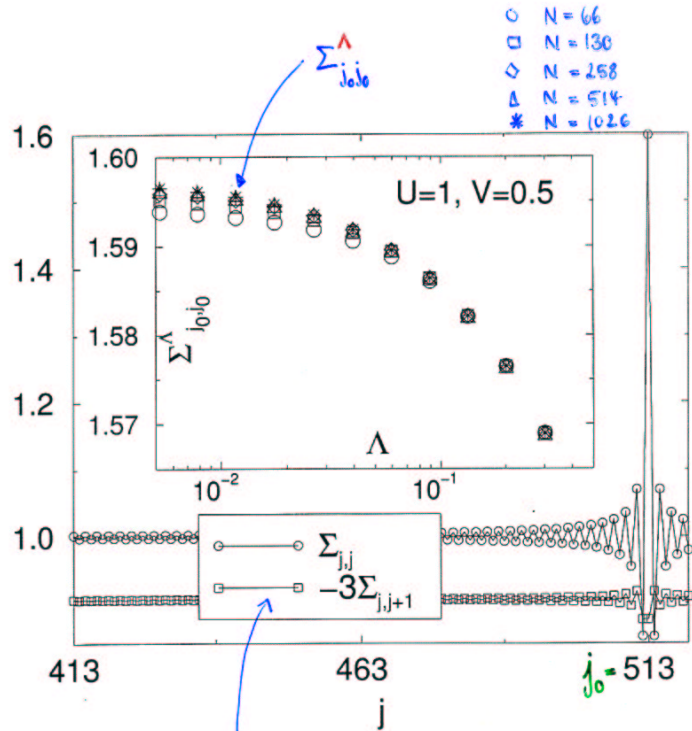 ○ N = 66
□ N = 130
◇ N = 258
△ N = 514
✳ N = 1026
Σ^Λ_{j₀j₀}
1.6
1.4
1.2
1.0
1.60
1.59
1.58
1.57
U=1, V=0.5
Σ^Λ_{j₀,j₀}
Λ
10⁻²
10⁻¹
Σ_{j,j}
−3Σ_{j,j+1}
413
463
j₀=513
j